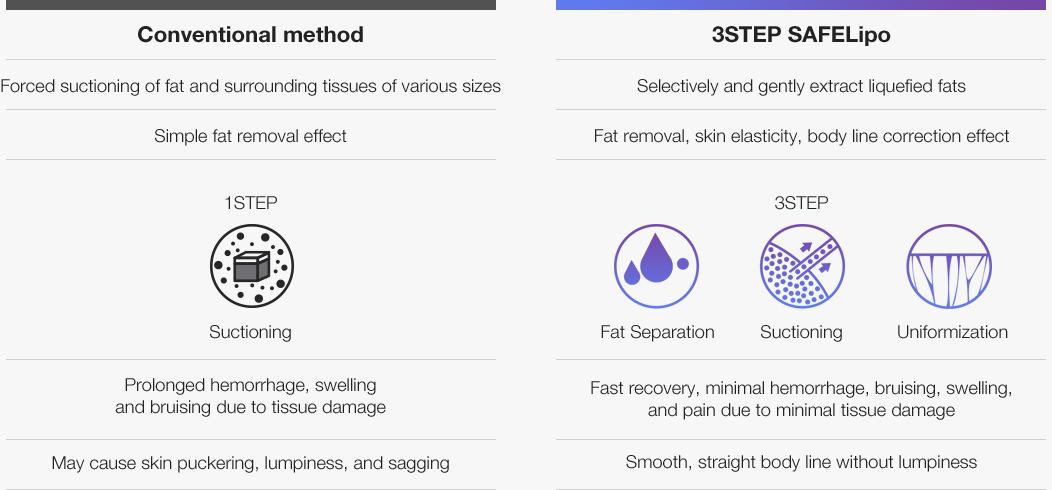 Conventional method
Forced suctioning of fat and surrounding tissues of various sizes
Simple fat removal effect
1STEP
Suctioning
Prolonged hemorrhage, swelling
and bruising due to tissue damage
May cause skin puckering, lumpiness, and sagging
3STEP SAFELipo
Selectively and gently extract liquefied fats
Fat removal, skin elasticity, body line correction effect
3STEP
Fat Separation
Suctioning
Uniformization
Fast recovery, minimal hemorrhage, bruising, swelling,
and pain due to minimal tissue damage
Smooth, straight body line without lumpiness